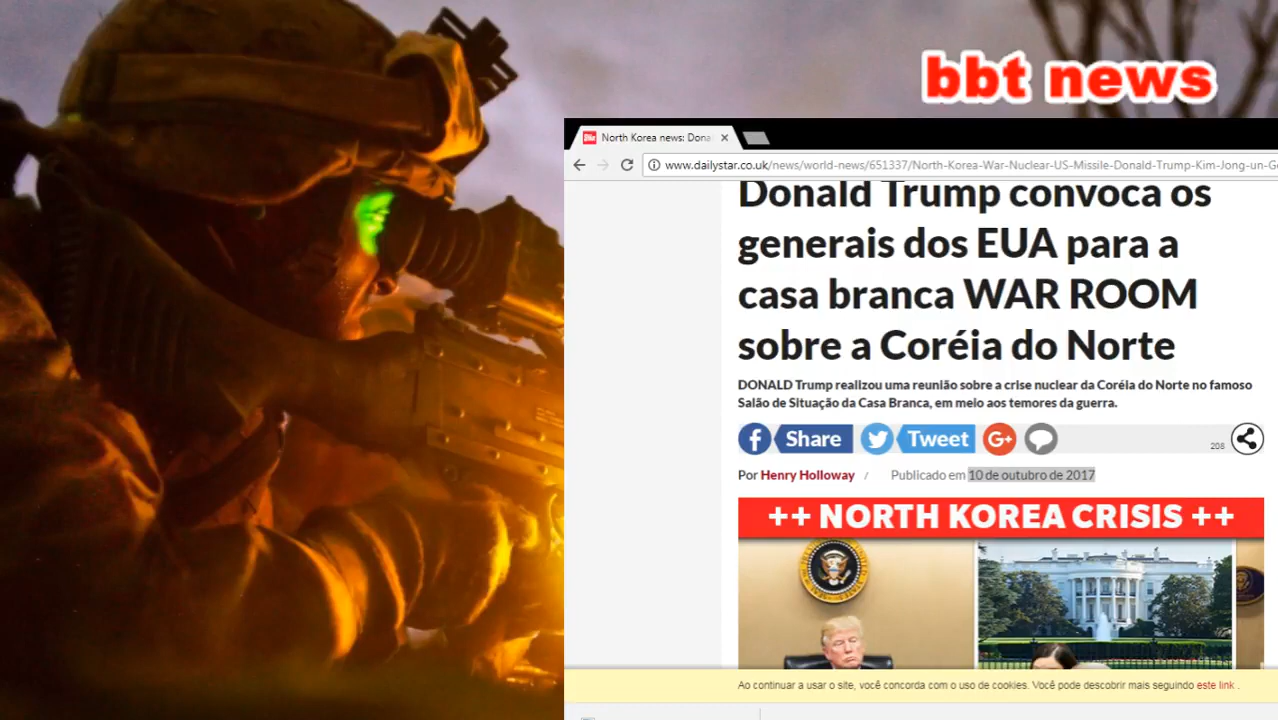 bbt news
North Korea news: Dona
www.dailystar.co.uk/news/world-news/651337/North-Korea-War-Nuclear-US-Missile-Donald-Trump-Kim-Jong-un-G
Donald Trump convoca os
generais dos EUA para a
casa branca WAR ROOM
sobre a Coréia do Norte
DONALD Trump realizou uma reunião sobre a crise nuclear da Coréia do Norte no famoso
Salão de Situação da Casa Branca, em meio aos temores da guerra.
Share Tweet G+ 208
Por Henry Holloway / Publicado em 10 de outubro de 2017
++ NORTH KOREA CRISIS ++
Ao continuar a usar o site, você concorda com o uso de cookies. Você pode descobrir mais seguindo este link .